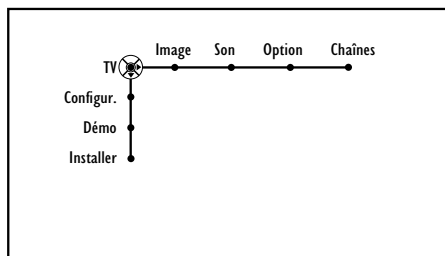 Image Son Option Chaînes
TV
Configur.
Démo
Installer